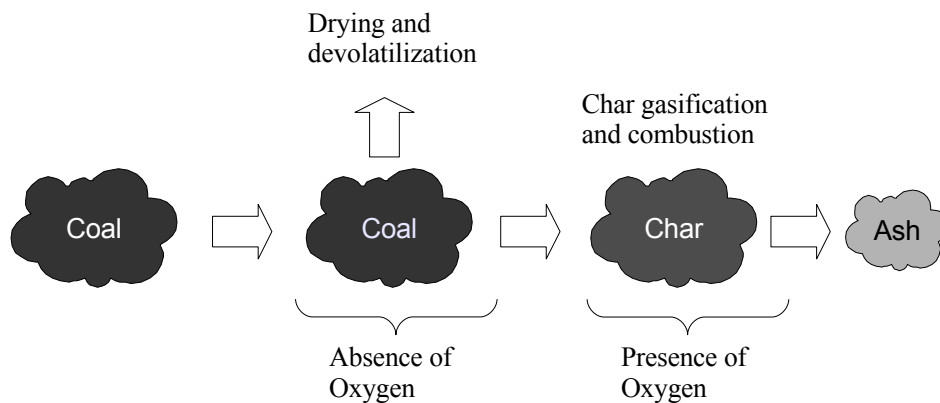 Drying and
devolatilization
Char gasification
and combustion
Coal
Coal
Char
Ash
Absence of
Oxygen
Presence of
Oxygen